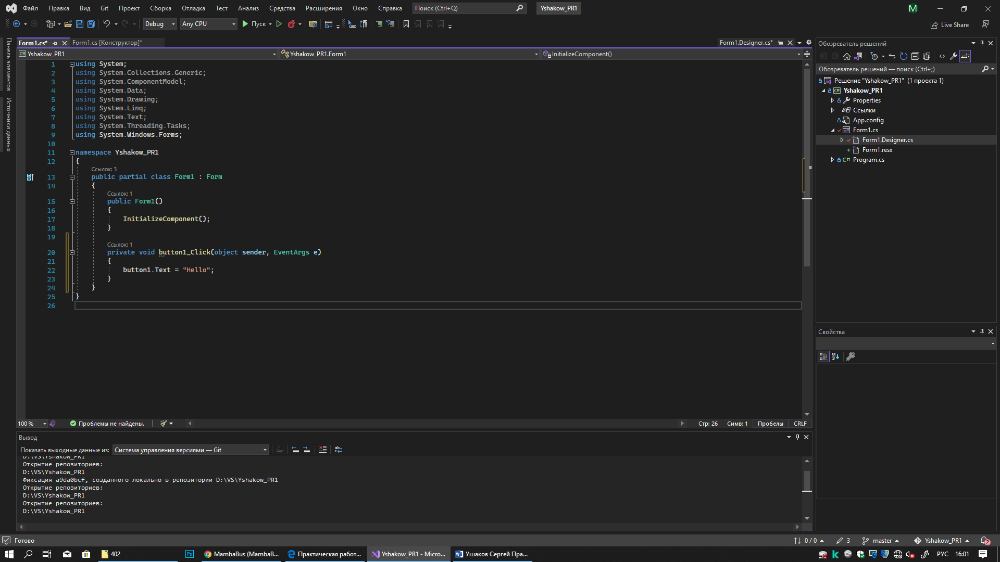 Файл Правка Вид Git Проект Сборка Отладка Тест Анализ Средства Расширения Окно Справка Поиск (Ctrl+Q) Yshakow_PR1 M
Debug Any CPU Пуск Live Share
Панель элементов
Источники данных
Form1.cs* Form1.cs [Конструктор]* Form1.Designer.cs*
Yshakow_PR1 Yshakow_PR1.Form1 InitializeComponent()
1 using System;
2 using System.Collections.Generic;
3 using System.ComponentModel;
4 using System.Data;
5 using System.Drawing;
6 using System.Linq;
7 using System.Text;
8 using System.Threading.Tasks;
9 using System.Windows.Forms;
10
11 namespace Yshakow_PR1
12 {
Ссылок: 3
13 public partial class Form1 : Form
14 {
Ссылок: 1
15 public Form1()
16 {
17 InitializeComponent();
18 }
19
Ссылок: 1
20 private void button1_Click(object sender, EventArgs e)
21 {
22 button1.Text = "Hello";
23 }
24 }
25 }
26
100 % Проблемы не найдены. Стр: 26 Симв: 1 Пробелы CRLF
Вывод
Показать выходные данные из: Система управления версиями — Git
D:\VS\Yshakow_PR1
Открытие репозиториев:
D:\VS\Yshakow_PR1
Фиксация a9da0bcf, созданного локально в репозитории D:\VS\Yshakow_PR1
Открытие репозиториев:
D:\VS\Yshakow_PR1
Открытие репозиториев:
D:\VS\Yshakow_PR1
Обозреватель решений
Обозреватель решений — поиск (Ctrl+;)
Решение "Yshakow_PR1" (1 проекта 1)
C# Yshakow_PR1
Properties
Ссылки
App.config
Form1.cs
Form1.Designer.cs
Form1.resx
C# Program.cs
Свойства
Готово 0 / 0 3 master Yshakow_PR1 2
402 Ps MambaBus (MambaB... Практическая работ... Yshakow_PR1 - Micro... Ушаков Сергей Пра... РУС 16:01